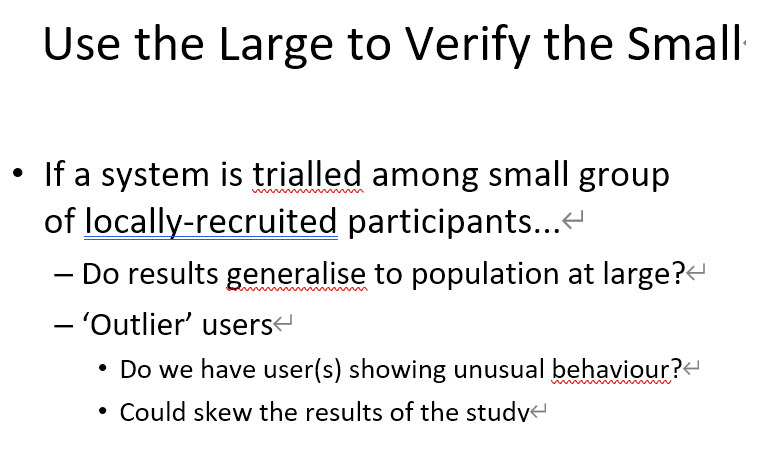 Use the Large to Verify the Small
• If a system is trialled among small group
of locally-recruited participants...
– Do results generalise to population at large?
– ‘Outlier’ users
• Do we have user(s) showing unusual behaviour?
• Could skew the results of the study